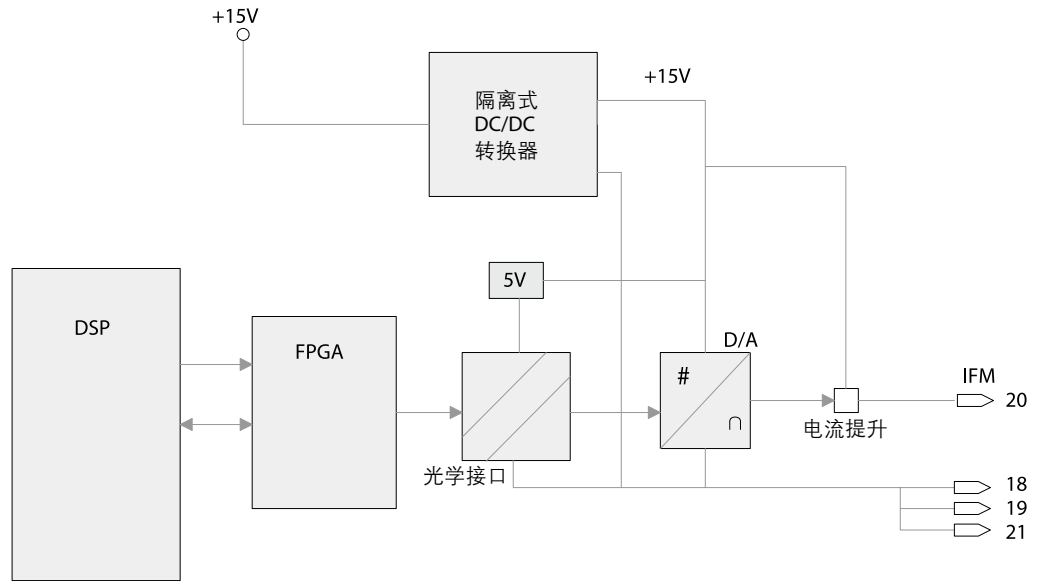 +15V
隔离式
DC/DC
转换器
+15V
5V
DSP
FPGA
D/A
#
∩
IFM
20
电流提升
光学接口
18
19
21